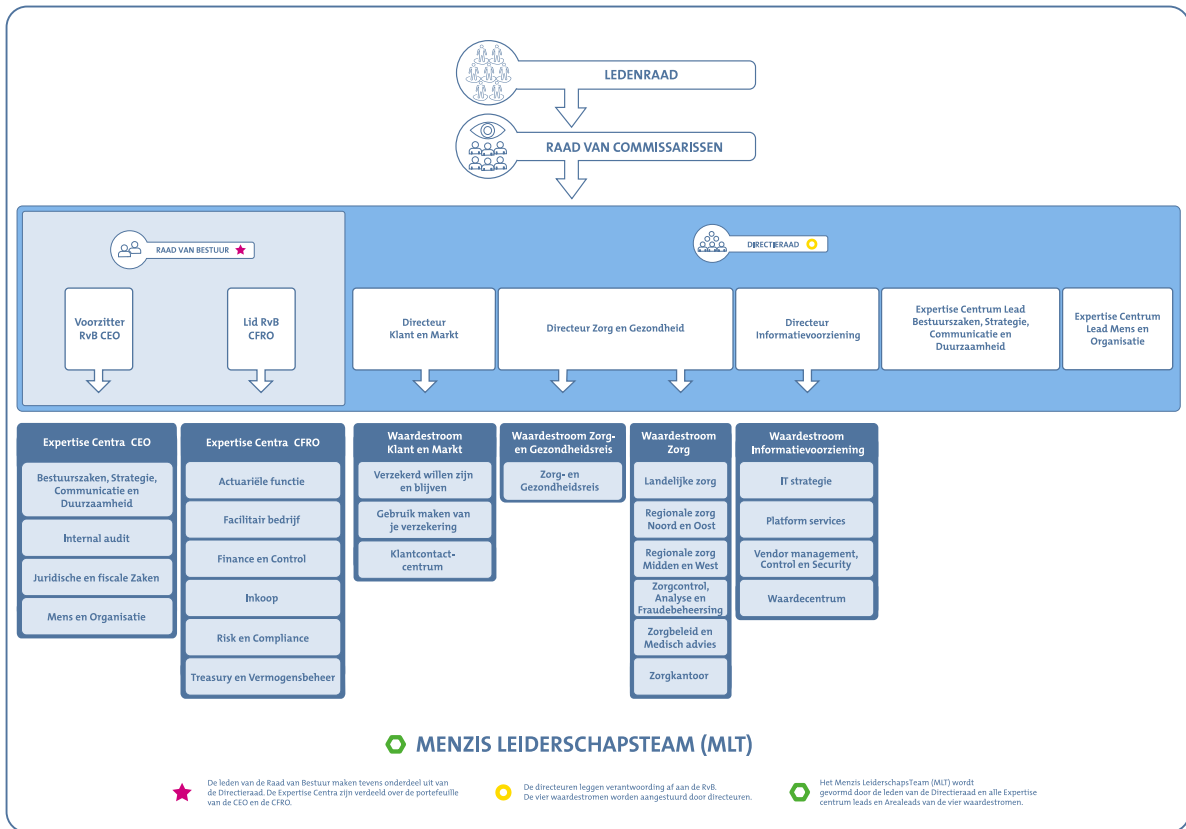 LEDENRAAD
RAAD VAN COMMISSARISSEN
RAAD VAN BESTUUR
DIRECTIERAAD
Voorzitter
RvB CEO
Lid RvB
CFRO
Directeur
Klant en Markt
Directeur Zorg en Gezondheid
Directeur
Informatievoorziening
Expertise Centrum Lead
Bestuurszaken, Strategie,
Communicatie en
Duurzaamheid
Expertise Centrum
Lead Mens en
Organisatie
Expertise Centra CEO
Bestuurszaken, Strategie,
Communicatie en
Duurzaamheid
Internal audit
Juridische en fiscale Zaken
Mens en Organisatie
Expertise Centra CFRO
Actuariële functie
Facilitair bedrijf
Finance en Control
Inkoop
Risk en Compliance
Treasury en Vermogensbeheer
Waardestroom
Klant en Markt
Verzekerd willen zijn
en blijven
Gebruik maken van
je verzekering
Klantcontact-
centrum
Waardestroom Zorg-
en Gezondheidsreis
Zorg- en
Gezondheidsreis
Waardestroom
Zorg
Landelijke zorg
Regionale zorg
Noord en Oost
Regionale zorg
Midden en West
Zorgcontrol,
Analyse en
Fraudebeheersing
Zorgbeleid en
Medisch advies
Zorgkantoor
Waardestroom
Informatievoorziening
IT strategie
Platform services
Vendor management,
Control en Security
Waardecentrum
MENZIS LEIDERSCHAPSTEAM (MLT)
De leden van de Raad van Bestuur maken tevens onderdeel uit van
de Directieraad. De Expertise Centra zijn verdeeld over de portefeuille
van de CEO en de CFRO.
De directeuren leggen verantwoording af aan de RvB.
De vier waardestromen worden aangestuurd door directeuren.
Het Menzis LeiderschapsTeam (MLT) wordt
gevormd door de leden van de Directieraad en alle Expertise
centrum leads en Arealeads van de vier waardestromen.